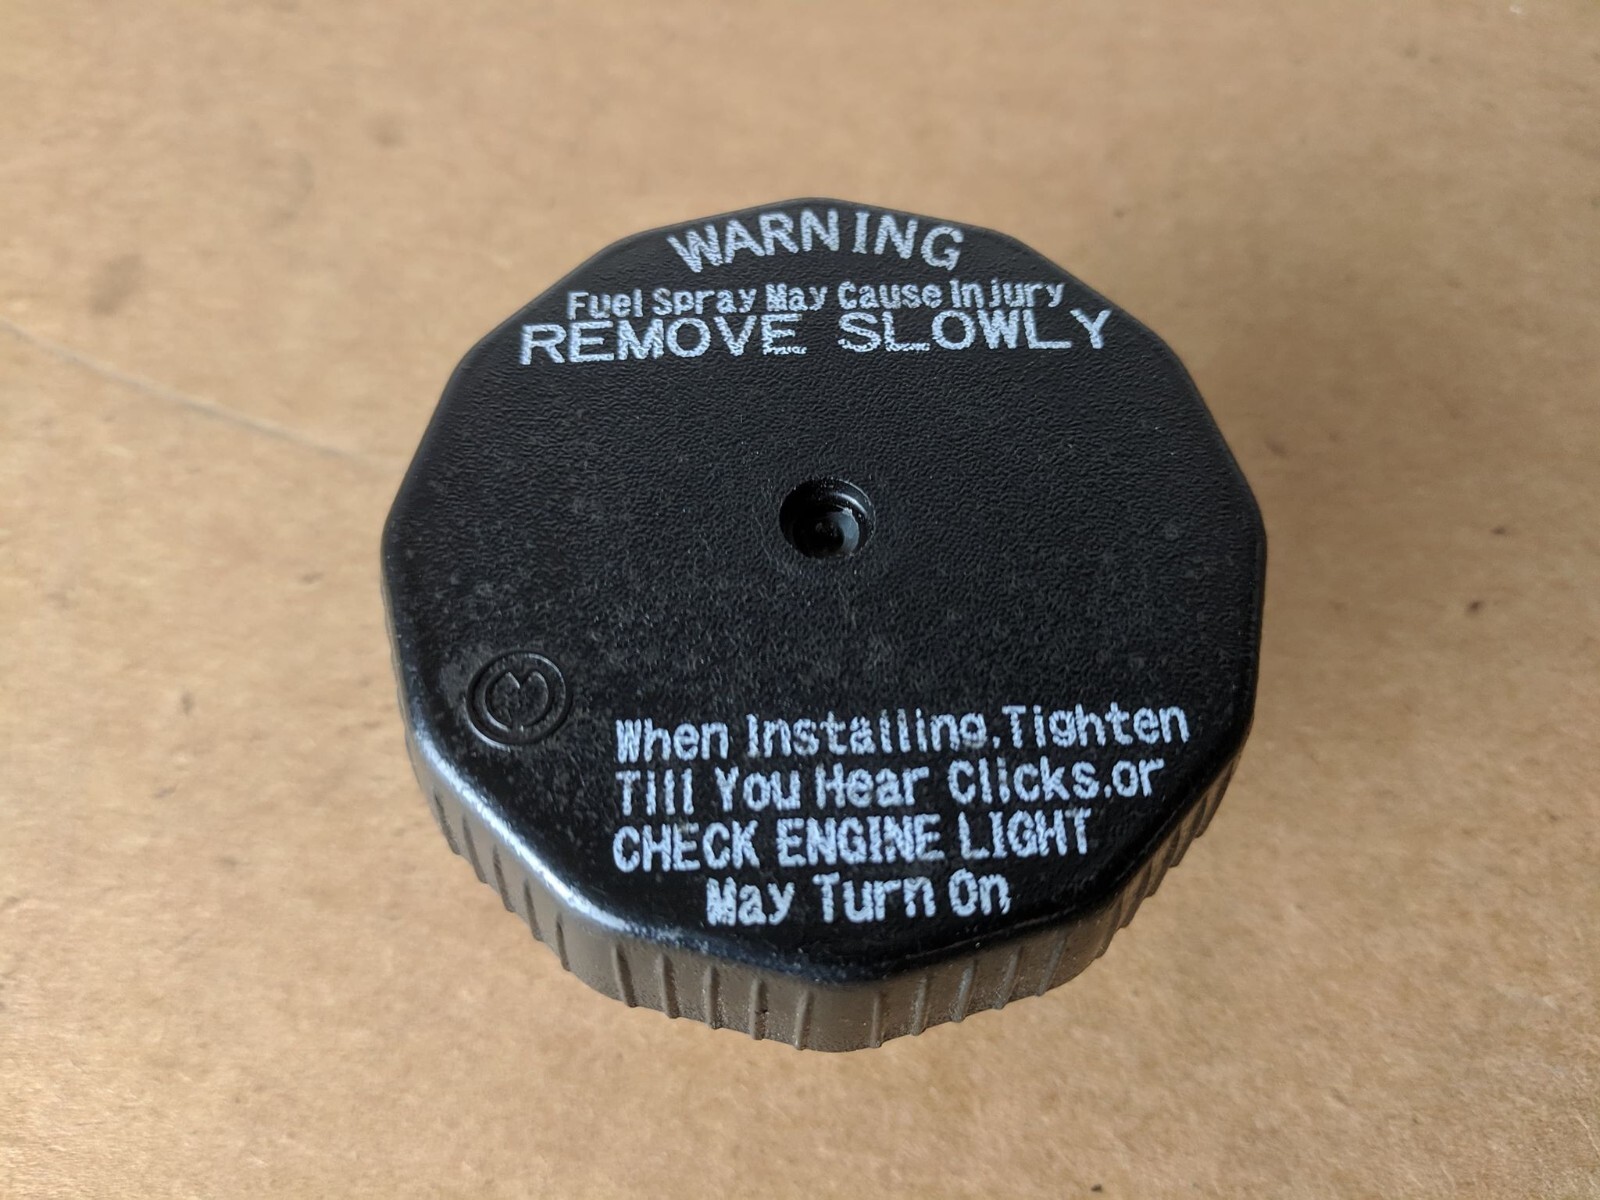 WARNING
Fuel Spray May Cause Injury
REMOVE SLOWLY
When Installing.Tighten
Till You Hear Clicks.or
CHECK ENGINE LIGHT
May Turn On